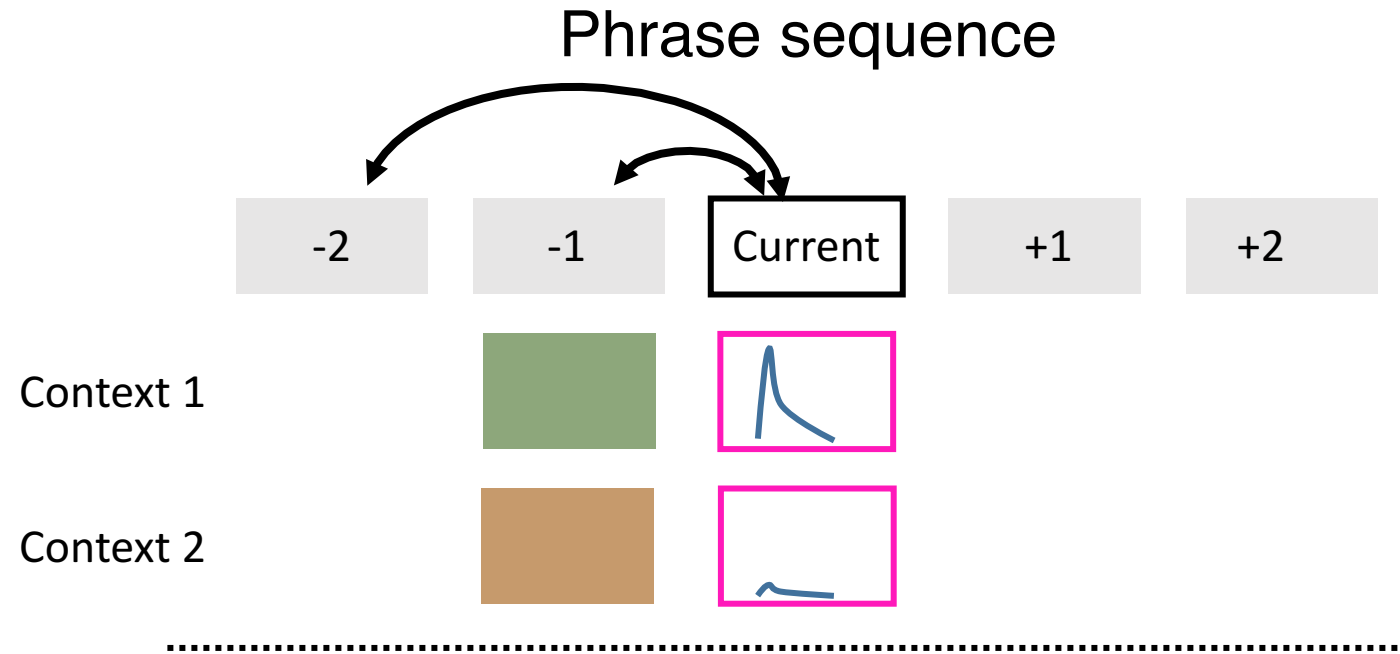 Phrase sequence
-2 -1 Current +1 +2
Context 1
Context 2